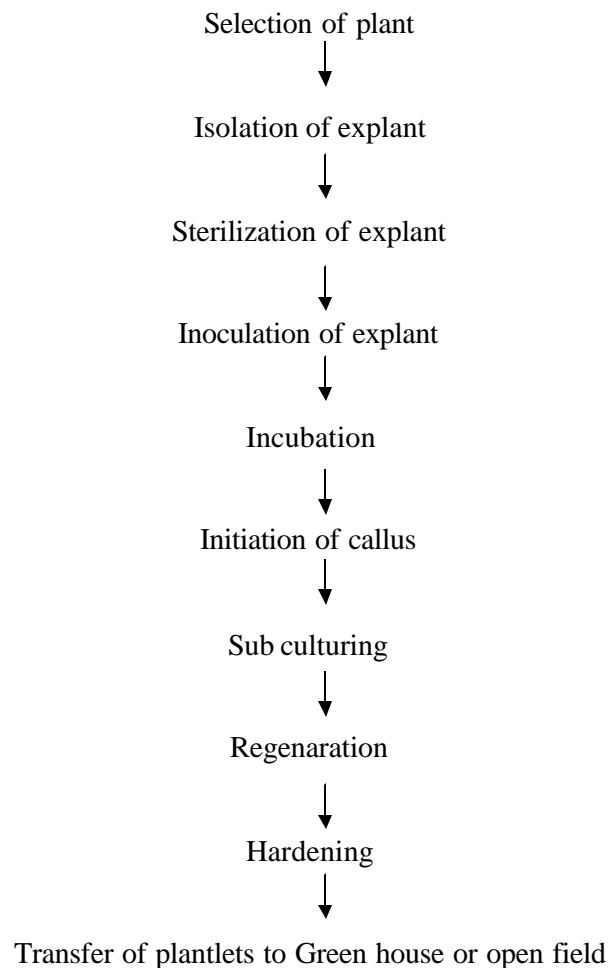 Selection of plant
Isolation of explant
Sterilization of explant
Inoculation of explant
Incubation
Initiation of callus
Sub culturing
Regenaration
Hardening
Transfer of plantlets to Green house or open field